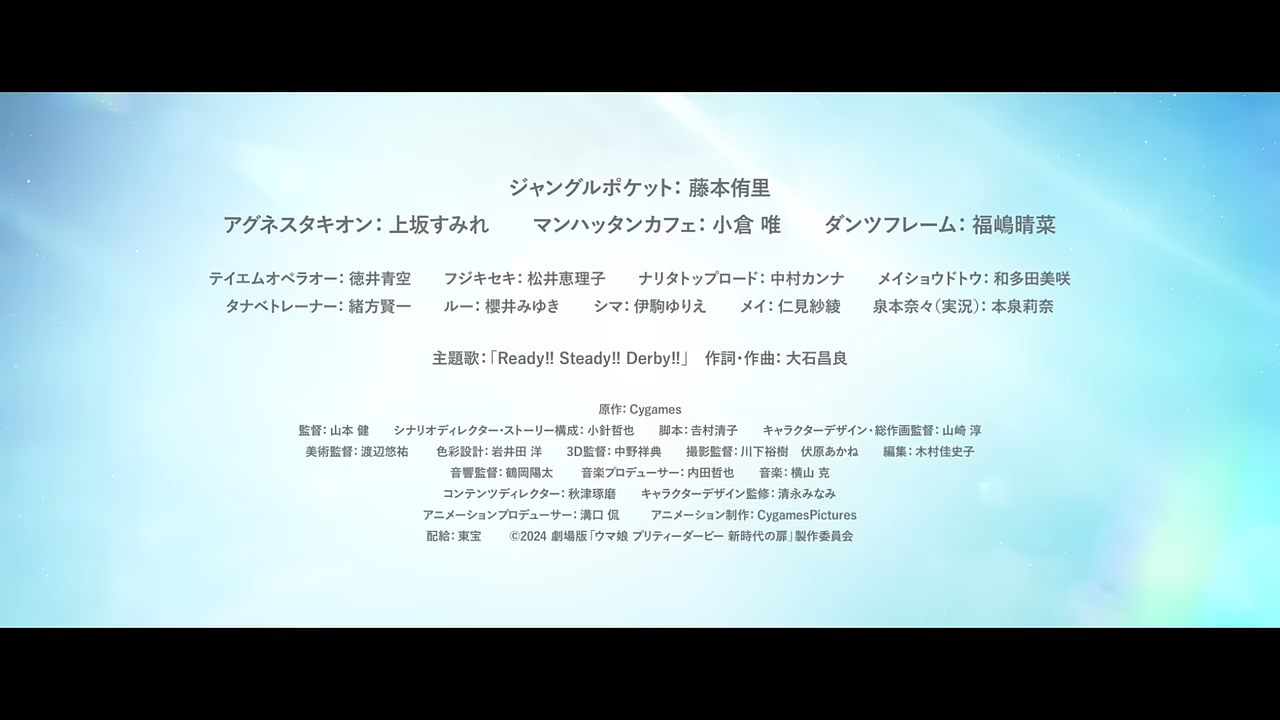 ジャングルポケット：藤本侑里
アグネスタキオン：上坂すみれ　マンハッタンカフェ：小倉 唯　ダンツフレーム：福嶋晴菜
テイエムオペラオー：徳井青空　フジキセキ：松井恵理子　ナリタトップロード：中村カンナ　メイショウドトウ：和多田美咲
タナベトレーナー：緒方賢一　ルー：櫻井みゆき　シマ：伊駒ゆりえ　メイ：仁見紗綾　泉本奈々（実況）：本泉莉奈
主題歌：「Ready!! Steady!! Derby!!」　作詞・作曲：大石昌良
原作：Cygames
監督：山本 健　シナリオディレクター・ストーリー構成：小針哲也　脚本：𠮷村清子　キャラクターデザイン・総作画監督：山崎 淳
美術監督：渡辺悠祐　色彩設計：岩井田 洋　3D監督：中野祥典　撮影監督：川下裕樹　伏原あかね　編集：木村佳史子
音響監督：鶴岡陽太　音楽プロデューサー：内田哲也　音楽：横山 克
コンテンツディレクター：秋津琢磨　キャラクターデザイン監修：清永みなみ
アニメーションプロデューサー：溝口 侃　アニメーション制作：CygamesPictures
配給：東宝　©2024 劇場版「ウマ娘 プリティーダービー 新時代の扉」製作委員会